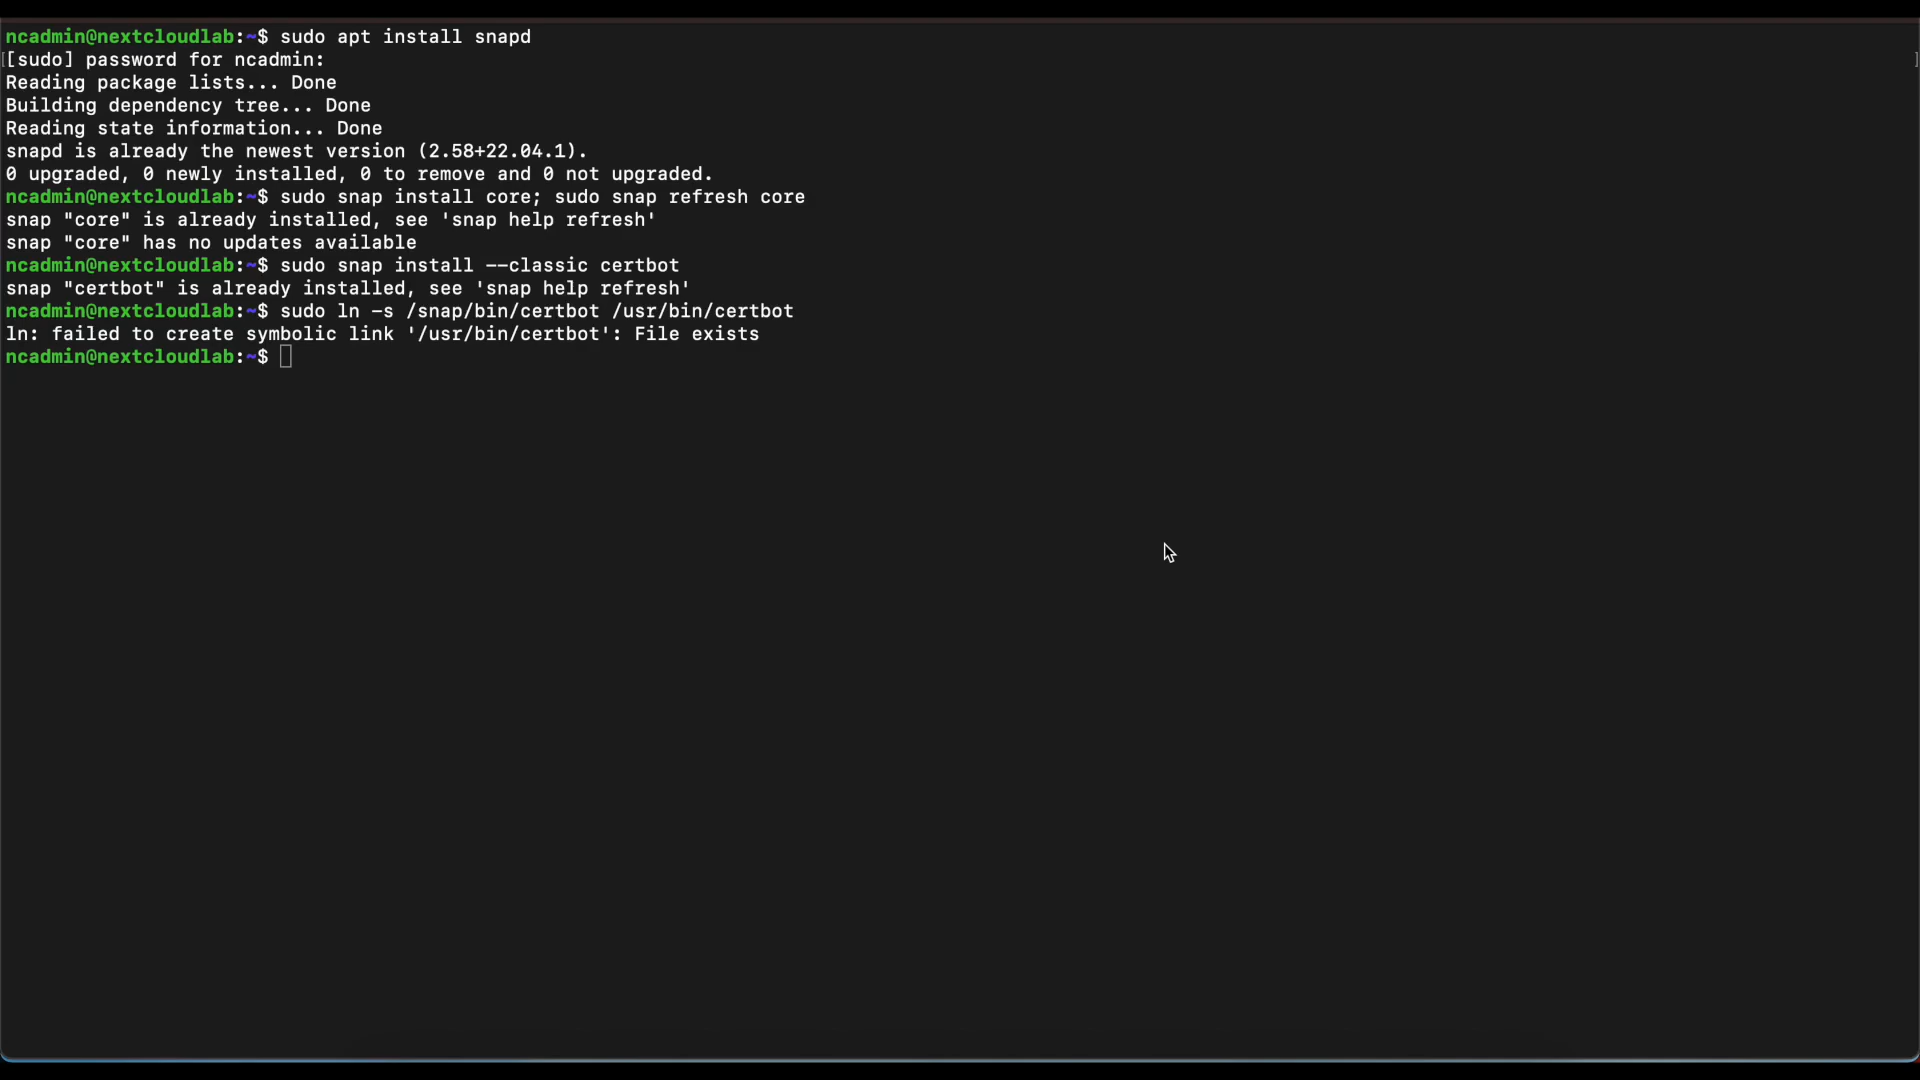 ncadmin@nextcloudlab:~$ sudo apt install snapd
[[sudo] password for ncadmin: ]
Reading package lists... Done
Building dependency tree... Done
Reading state information... Done
snapd is already the newest version (2.58+22.04.1).
0 upgraded, 0 newly installed, 0 to remove and 0 not upgraded.
ncadmin@nextcloudlab:~$ sudo snap install core; sudo snap refresh core
snap "core" is already installed, see 'snap help refresh'
snap "core" has no updates available
ncadmin@nextcloudlab:~$ sudo snap install --classic certbot
snap "certbot" is already installed, see 'snap help refresh'
ncadmin@nextcloudlab:~$ sudo ln -s /snap/bin/certbot /usr/bin/certbot
ln: failed to create symbolic link '/usr/bin/certbot': File exists
ncadmin@nextcloudlab:~$